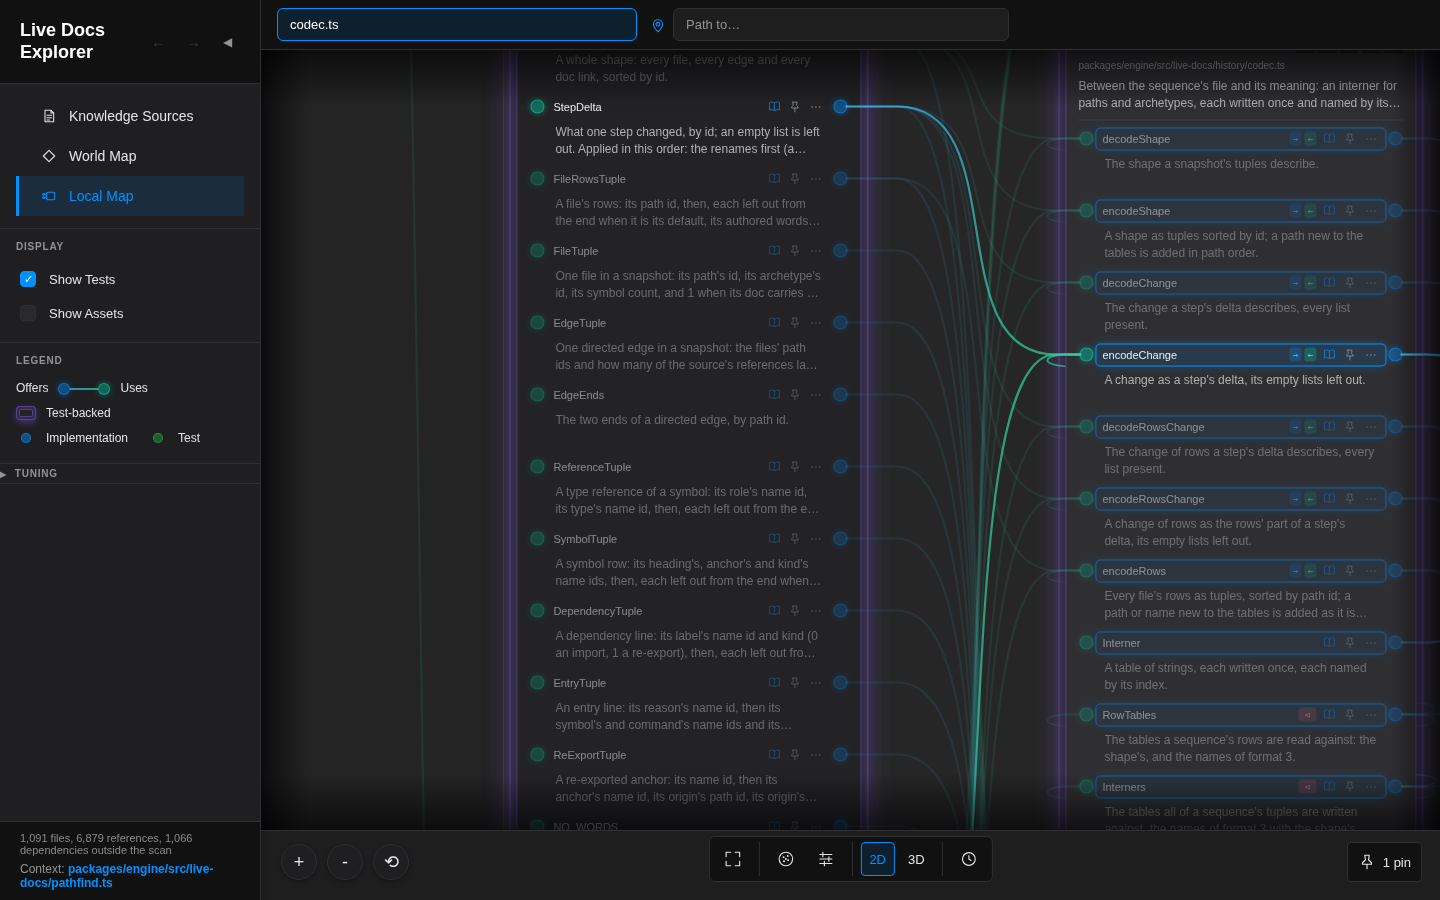 Live Docs
Explorer
codec.ts
Path to…
Knowledge Sources
World Map
Local Map
DISPLAY
Show Tests
Show Assets
LEGEND
Offers
Uses
Test-backed
Implementation
Test
TUNING
1,091 files, 6,879 references, 1,066
dependencies outside the scan
Context: packages/engine/src/live-
docs/pathfind.ts
A whole shape: every file, every edge and every
doc link, sorted by id.
StepDelta
What one step changed, by id; an empty list is left
out. Applied in this order: the renames first (a…
FileRowsTuple
A file's rows: its path id, then, each left out from
the end when it is its default, its authored words…
FileTuple
One file in a snapshot: its path's id, its archetype's
id, its symbol count, and 1 when its doc carries …
EdgeTuple
One directed edge in a snapshot: the files' path
ids and how many of the source's references la…
EdgeEnds
The two ends of a directed edge, by path id.
ReferenceTuple
A type reference of a symbol: its role's name id,
its type's name id, then, each left out from the e…
SymbolTuple
A symbol row: its heading's, anchor's and kind's
name ids, then, each left out from the end when…
DependencyTuple
A dependency line: its label's name id and kind (0
an import, 1 a re-export), then, each left out fro…
EntryTuple
An entry line: its reason's name id, then its
symbol's and command's name ids and its…
ReExportTuple
A re-exported anchor: its name id, then its
anchor's name id, its origin's path id, its origin's…
NO_WORDS
packages/engine/src/live-docs/history/codec.ts
Between the sequence's file and its meaning: an interner for
paths and archetypes, each written once and named by its…
decodeShape
The shape a snapshot's tuples describe.
encodeShape
A shape as tuples sorted by id; a path new to the
tables is added in path order.
decodeChange
The change a step's delta describes, every list
present.
encodeChange
A change as a step's delta, its empty lists left out.
decodeRowsChange
The change of rows a step's delta describes, every
list present.
encodeRowsChange
A change of rows as the rows' part of a step's
delta, its empty lists left out.
encodeRows
Every file's rows as tuples, sorted by path id; a
path or name new to the tables is added as it is…
Interner
A table of strings, each written once, each named
by its index.
RowTables
The tables a sequence's rows are read against: the
shape's, and the names of format 3.
Interners
The tables all of a sequence's tuples are written
against, the names of format 3 with the shape's
+
-
2D
3D
1 pin